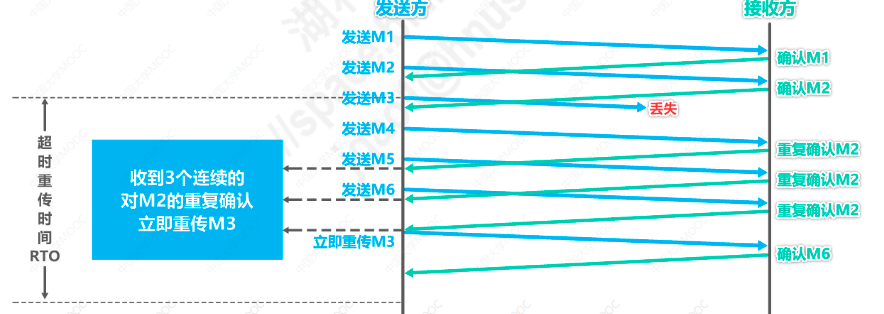 发送方
接收方
发送M1
确认M1
发送M2
确认M2
发送M3
丢失
发送M4
重复确认M2
发送M5
重复确认M2
发送M6
重复确认M2
立即重传M3
确认M6
超时重传时间
RTO
收到3个连续的
对M2的重复确认
立即重传M3